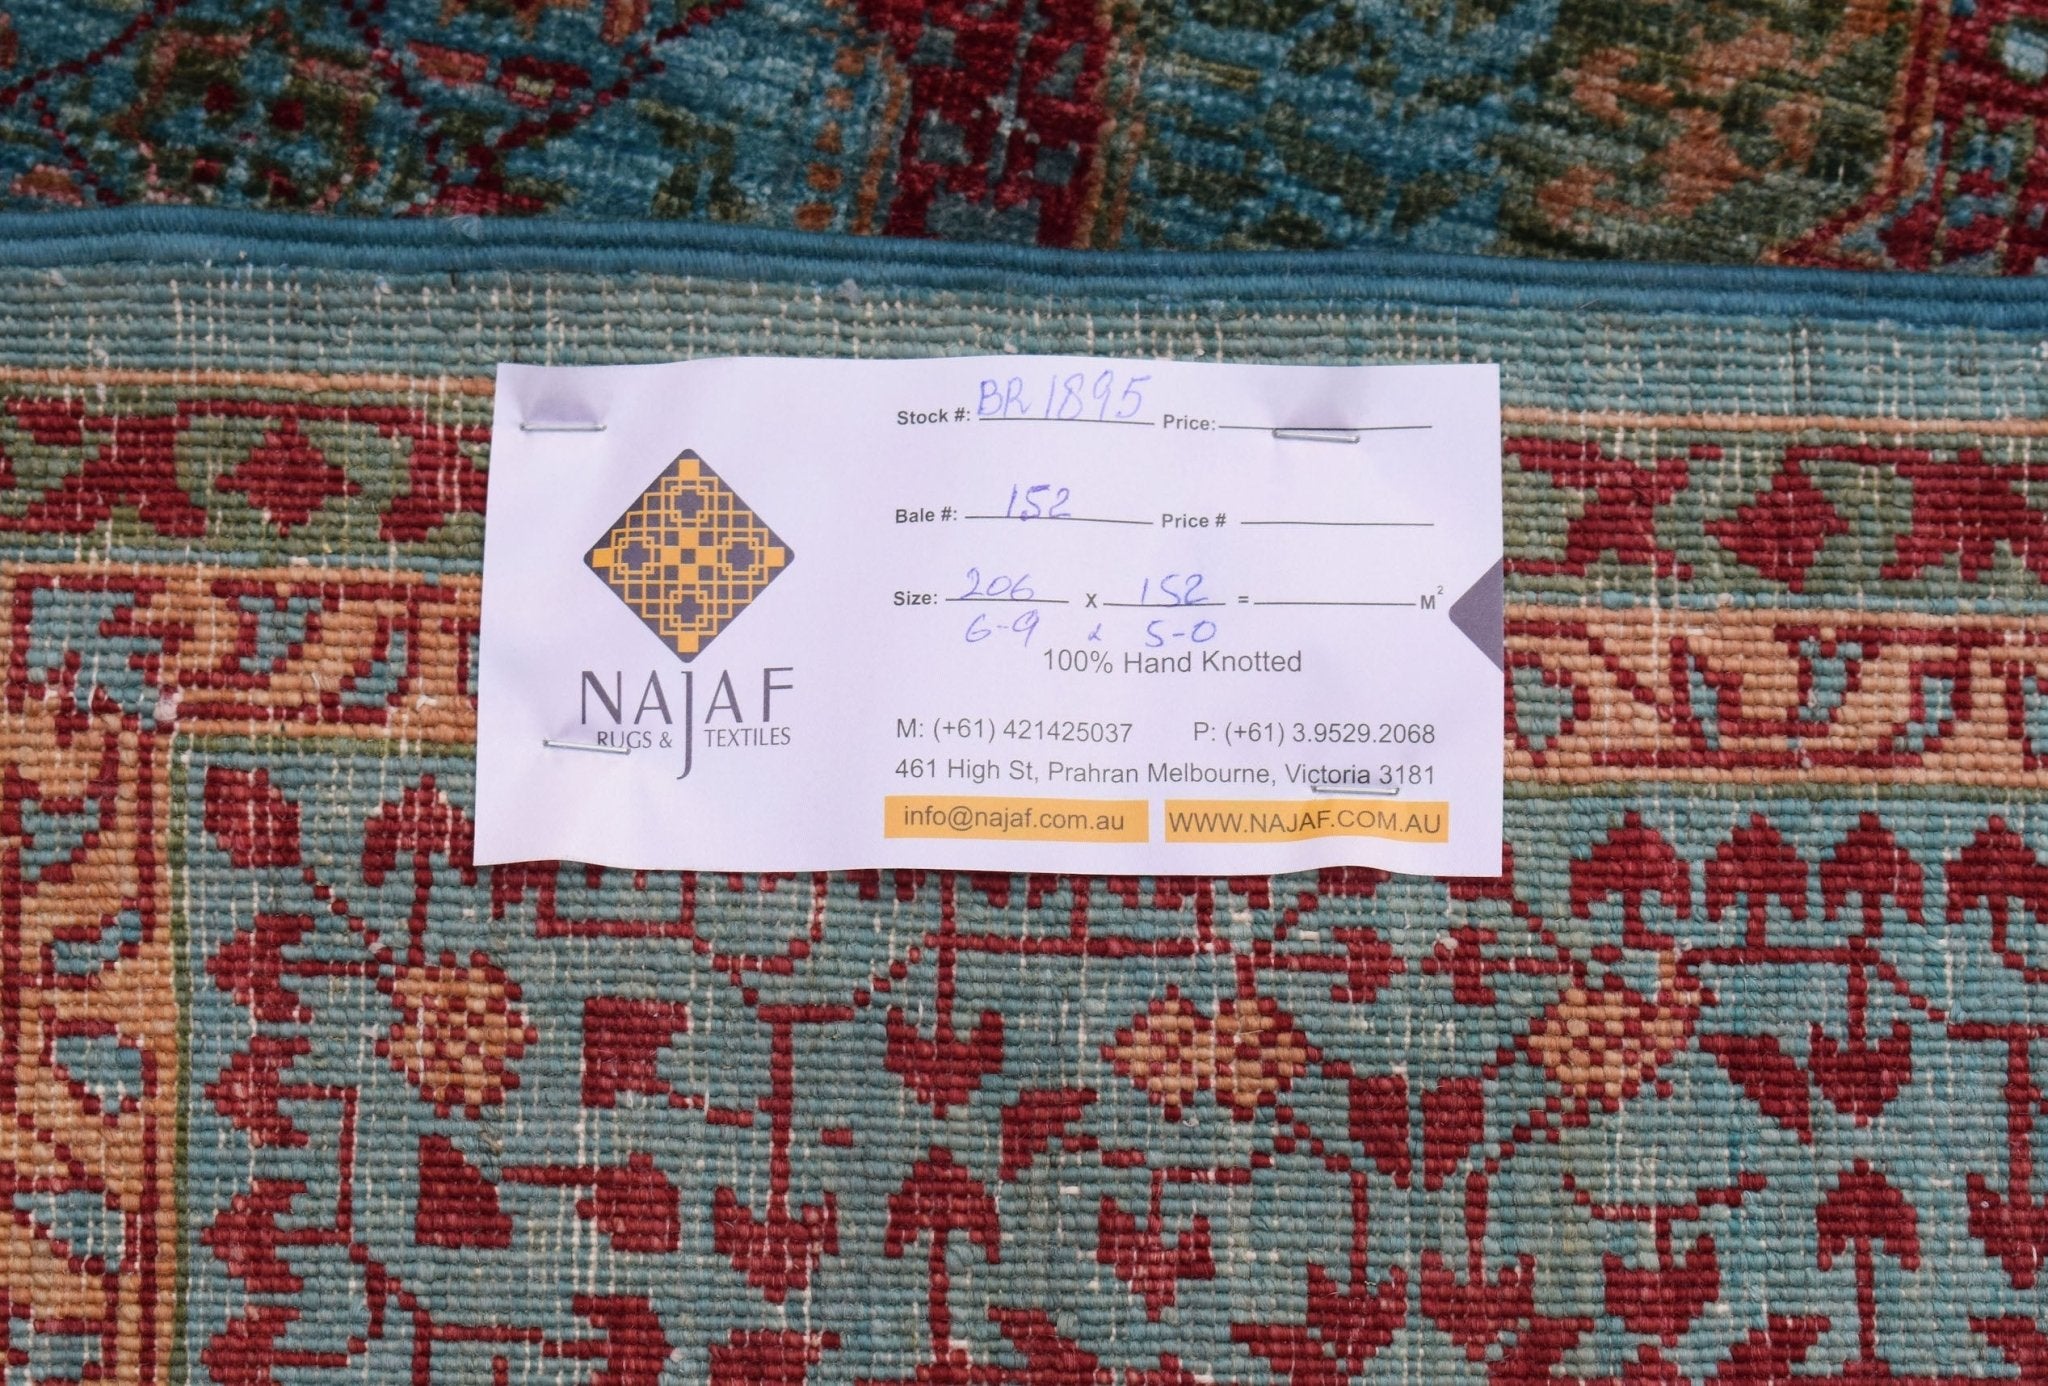 Stock #: BR1895 Price:
Bale #: 152 Price #
Size: 206 X 152 = M²
6-9 x 5-0
100% Hand Knotted
NAJAF
RUGS & TEXTILES
M: (+61) 421425037 P: (+61) 3.9529.2068
461 High St, Prahran Melbourne, Victoria 3181
info@najaf.com.au WWW.NAJAF.COM.AU